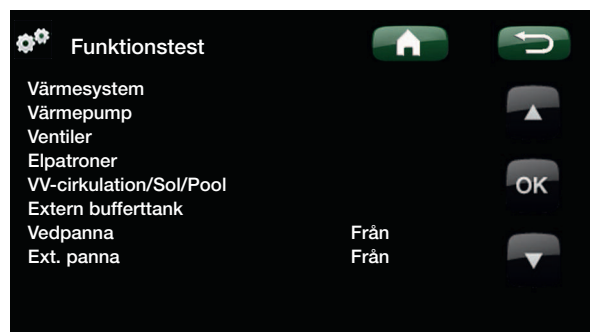 Funktionstest
Värmesystem
Värmepump
Ventiler
Elpatroner
VV-cirkulation/Sol/Pool
OK
Extern bufferttank
Vedpanna Från
Ext. panna Från